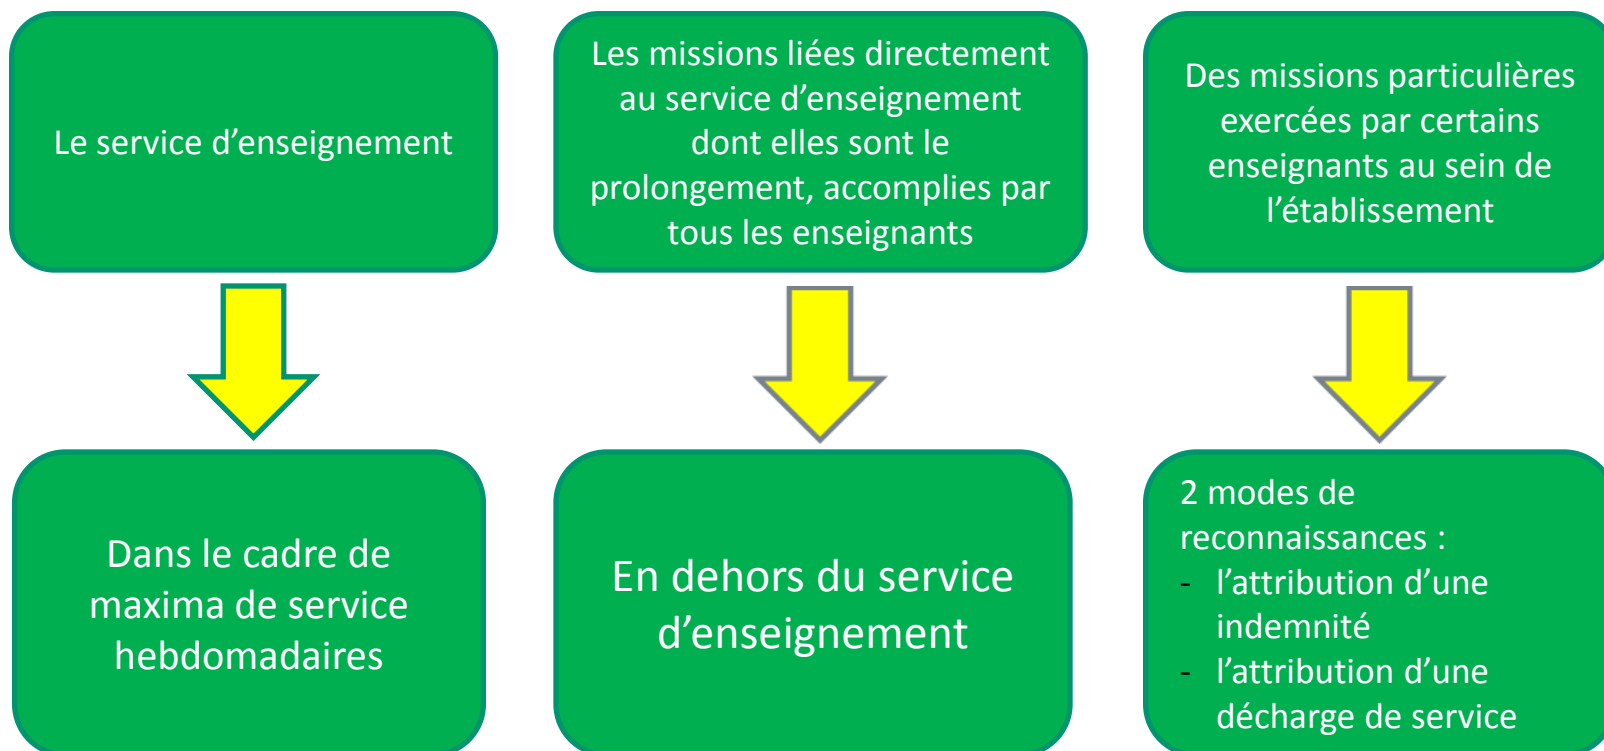 Le service d’enseignement
Les missions liées directement
au service d’enseignement
dont elles sont le
prolongement, accomplies par
tous les enseignants
Des missions particulières
exercées par certains
enseignants au sein de
l’établissement
Dans le cadre de
maxima de service
hebdomadaires
En dehors du service
d’enseignement
2 modes de
reconnaissances :
- l’attribution d’une
indemnité
- l’attribution d’une
décharge de service